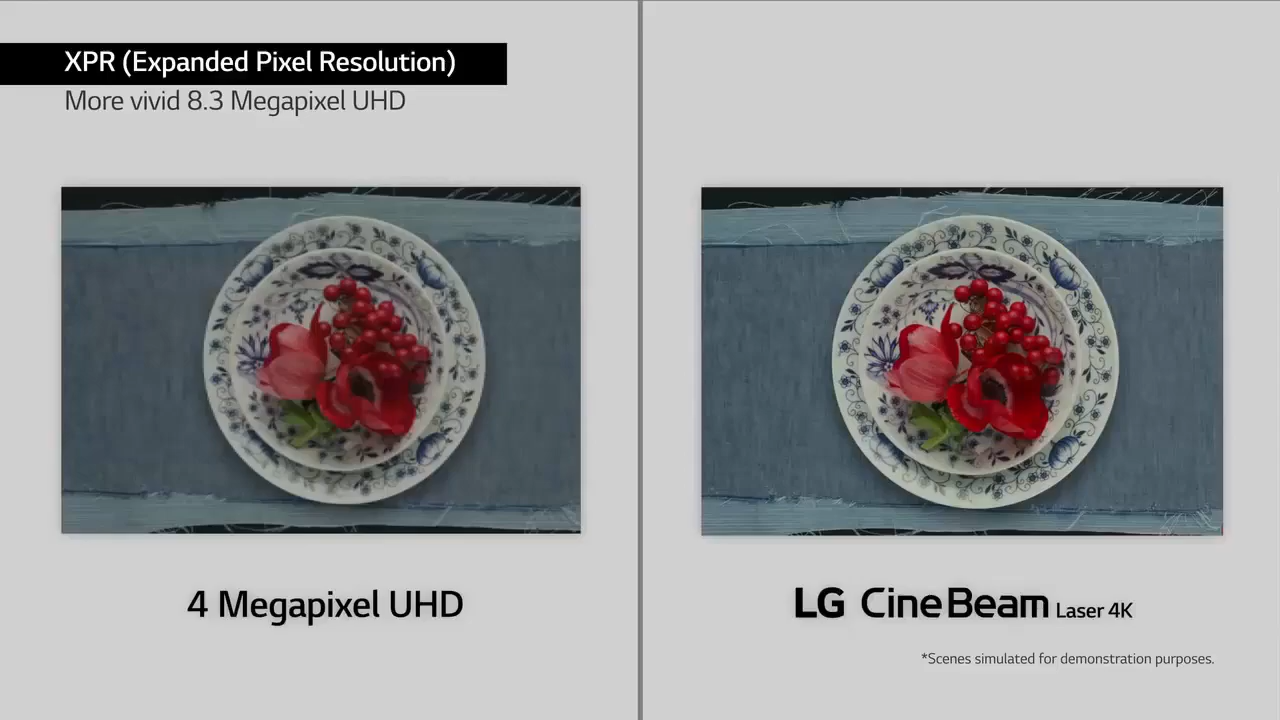 XPR (Expanded Pixel Resolution)
More vivid 8.3 Megapixel UHD
4 Megapixel UHD
LG CineBeam Laser 4K
*Scenes simulated for demonstration purposes.